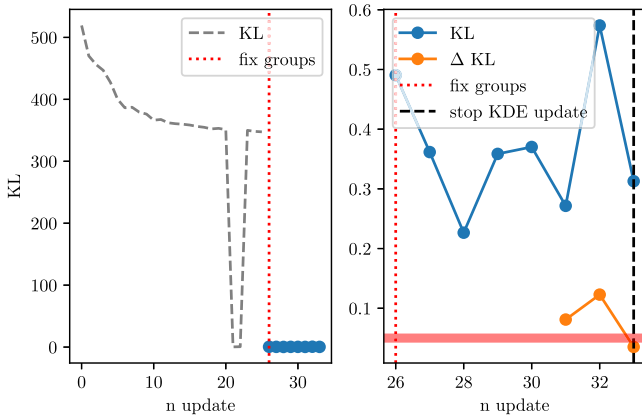 KL
fix groups
500
400
300
200
100
0
KL
0
10
20
30
n update
KL
Δ KL
fix groups
stop KDE update
0.6
0.5
0.4
0.3
0.2
0.1
26
28
30
32
n update